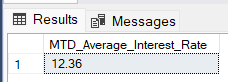 Results Messages
MTD_Average_Interest_Rate
1 12.36